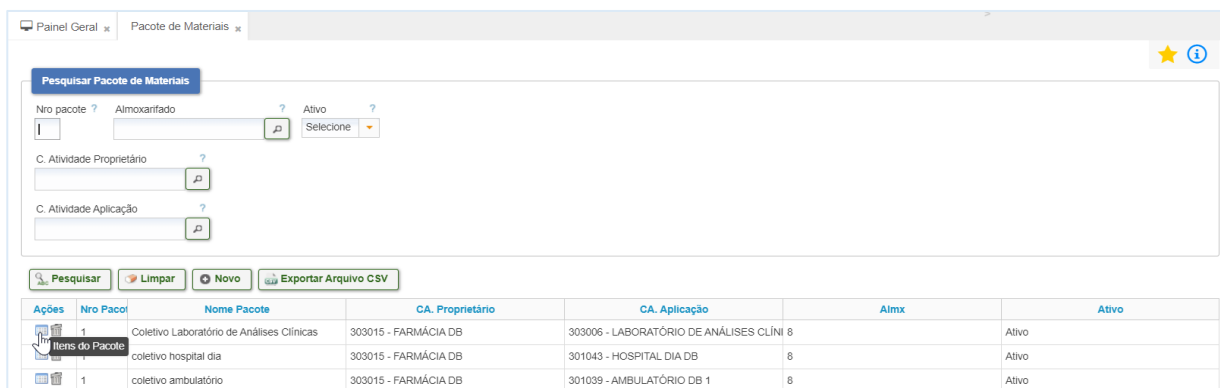 Painel Geral x Pacote de Materiais x >
Pesquisar Pacote de Materiais
Nro pacote ? Almoxarifado ? Ativo ?
Selecione
C. Atividade Proprietário ?
C. Atividade Aplicação ?
Pesquisar Limpar Novo Exportar Arquivo CSV
Ações Nro Pacot Nome Pacote CA. Proprietário CA. Aplicação Almx Ativo
1 Coletivo Laboratório de Análises Clínicas 303015 - FARMÁCIA DB 303006 - LABORATÓRIO DE ANÁLISES CLÍNI 8 Ativo
Itens do Pacote
1 coletivo hospital dia 303015 - FARMÁCIA DB 301043 - HOSPITAL DIA DB 8 Ativo
1 coletivo ambulatório 303015 - FARMÁCIA DB 301039 - AMBULATÓRIO DB 1 8 Ativo